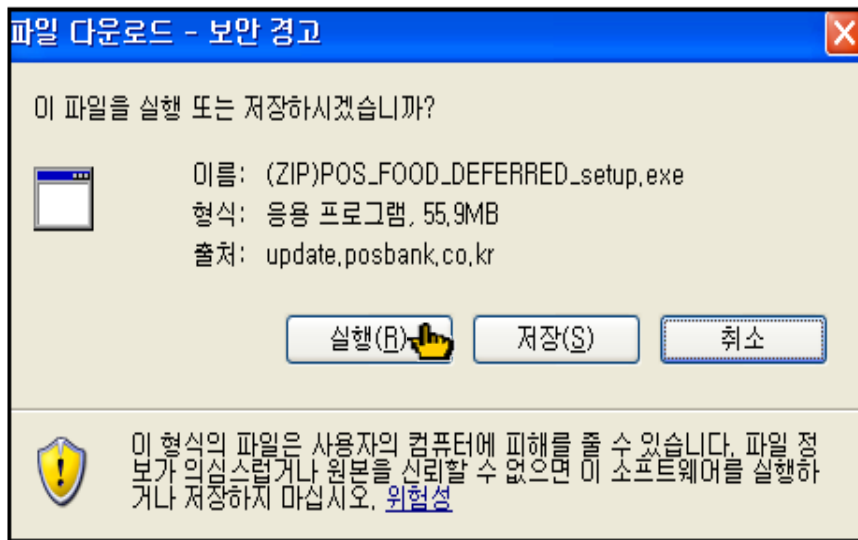 파일 다운로드 - 보안 경고
이 파일을 실행 또는 저장하시겠습니까?
이름: (ZIP)POS_FOOD_DEFERRED_setup.exe
형식: 응용 프로그램, 55.9MB
출처: update.posbank.co.kr
실행(R) 저장(S) 취소
이 형식의 파일은 사용자의 컴퓨터에 피해를 줄 수 있습니다. 파일 정
보가 의심스럽거나 원본을 신뢰할 수 없으면 이 소프트웨어를 실행하
거나 저장하지 마십시오. 위험성